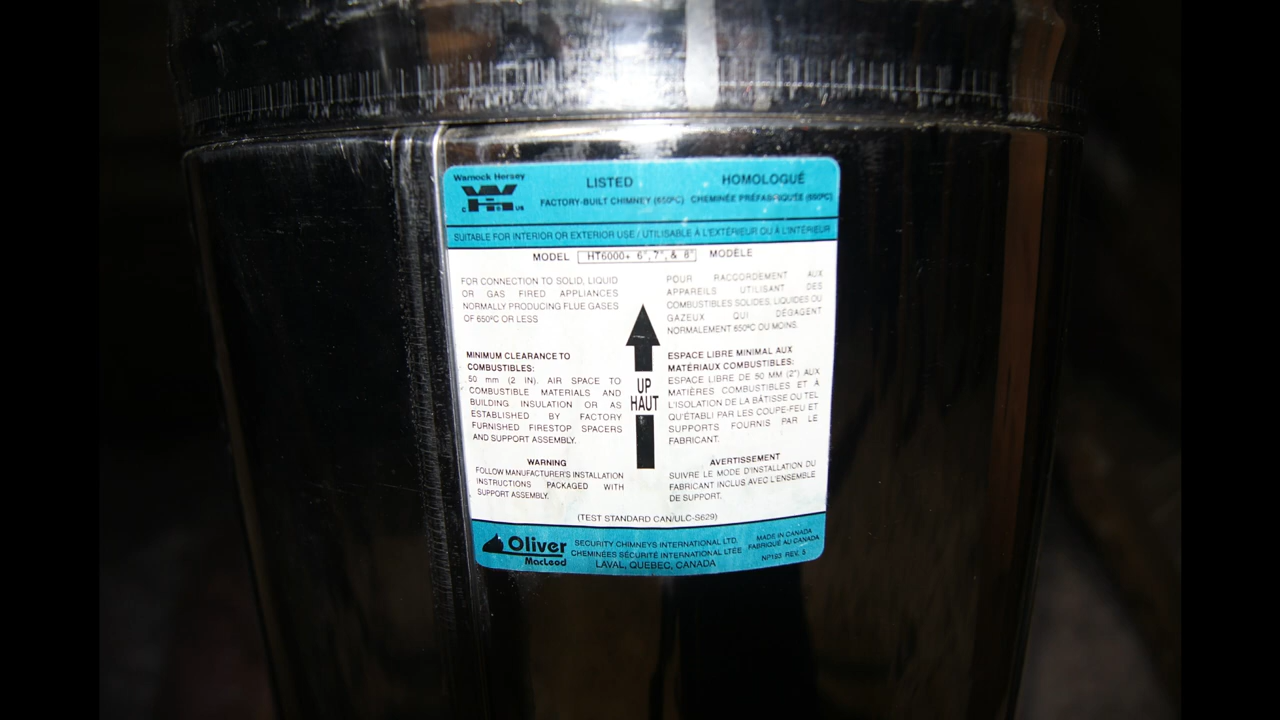 Warnock Hersey
LISTED HOMOLOGUÉ
C US
FACTORY-BUILT CHIMNEY (650ºC) CHEMINÉE PRÉFABRIQUÉE (650ºC)
SUITABLE FOR INTERIOR OR EXTERIOR USE / UTILISABLE À L'EXTÉRIEUR OU À L'INTÉRIEUR
MODEL HT6000+ 6", 7", & 8" MODÈLE
FOR CONNECTION TO SOLID, LIQUID
OR GAS FIRED APPLIANCES
NORMALLY PRODUCING FLUE GASES
OF 650ºC OR LESS
POUR RACCORDEMENT AUX
APPAREILS UTILISANT DES
COMBUSTIBLES SOLIDES, LIQUIDES OU
GAZEUX QUI DÉGAGENT
NORMALEMENT 650ºC OU MOINS.
MINIMUM CLEARANCE TO
COMBUSTIBLES:
50 mm (2 IN). AIR SPACE TO
COMBUSTIBLE MATERIALS AND
BUILDING INSULATION OR AS
ESTABLISHED BY FACTORY
FURNISHED FIRESTOP SPACERS
AND SUPPORT ASSEMBLY.
UP
HAUT
ESPACE LIBRE MINIMAL AUX
MATÉRIAUX COMBUSTIBLES:
ESPACE LIBRE DE 50 MM (2") AUX
MATIÈRES COMBUSTIBLES ET À
L'ISOLATION DE LA BÂTISSE OU TEL
QU'ÉTABLI PAR LES COUPE-FEU ET
SUPPORTS FOURNIS PAR LE
FABRICANT.
WARNING
FOLLOW MANUFACTURER'S INSTALLATION
INSTRUCTIONS PACKAGED WITH
SUPPORT ASSEMBLY.
AVERTISSEMENT
SUIVRE LE MODE D'INSTALLATION DU
FABRICANT INCLUS AVEC L'ENSEMBLE
DE SUPPORT.
(TEST STANDARD CAN/ULC-S629)
Oliver
MacLeod
SECURITY CHIMNEYS INTERNATIONAL LTD.
CHEMINÉES SÉCURITÉ INTERNATIONAL LTÉE
LAVAL, QUEBEC, CANADA
MADE IN CANADA
FABRIQUÉ AU CANADA
NP193 REV. 5